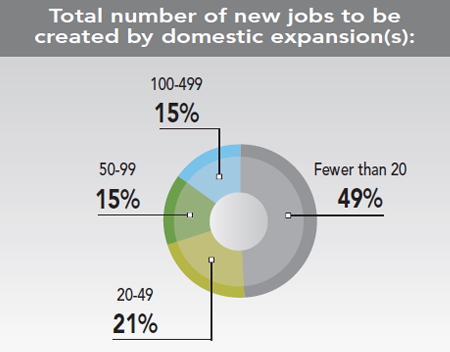 Total number of new jobs to be
created by domestic expansion(s):
100-499
15%
50-99
15%
Fewer than 20
49%
20-49
21%